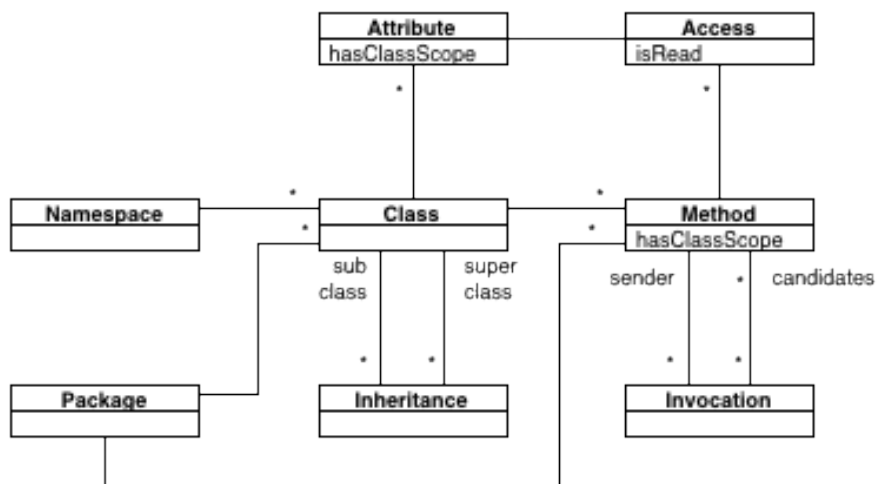 Attribute
hasClassScope
Access
isRead
*
*
*
*
Namespace
Class
Method
hasClassScope
*
*
sub
class
super
class
sender
*
candidates
*
*
*
*
Package
Inheritance
Invocation